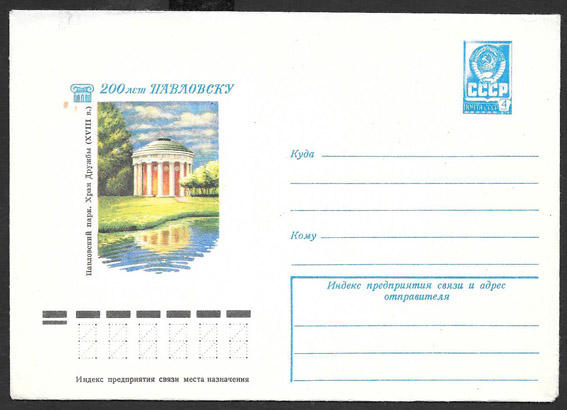 200 лет ПАВЛОВСКУ
Павловский парк. Храм Дружбы (XVIII в.)
СССР
ПОЧТА СССР 4
Куда
Кому
Индекс предприятия связи и адрес
отправителя
Индекс предприятия связи места назначения